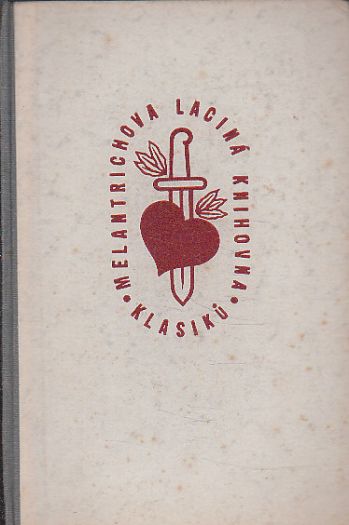 MELANTRICHOVA LACINÁ KNIHOVNA
• KLASIKŮ •